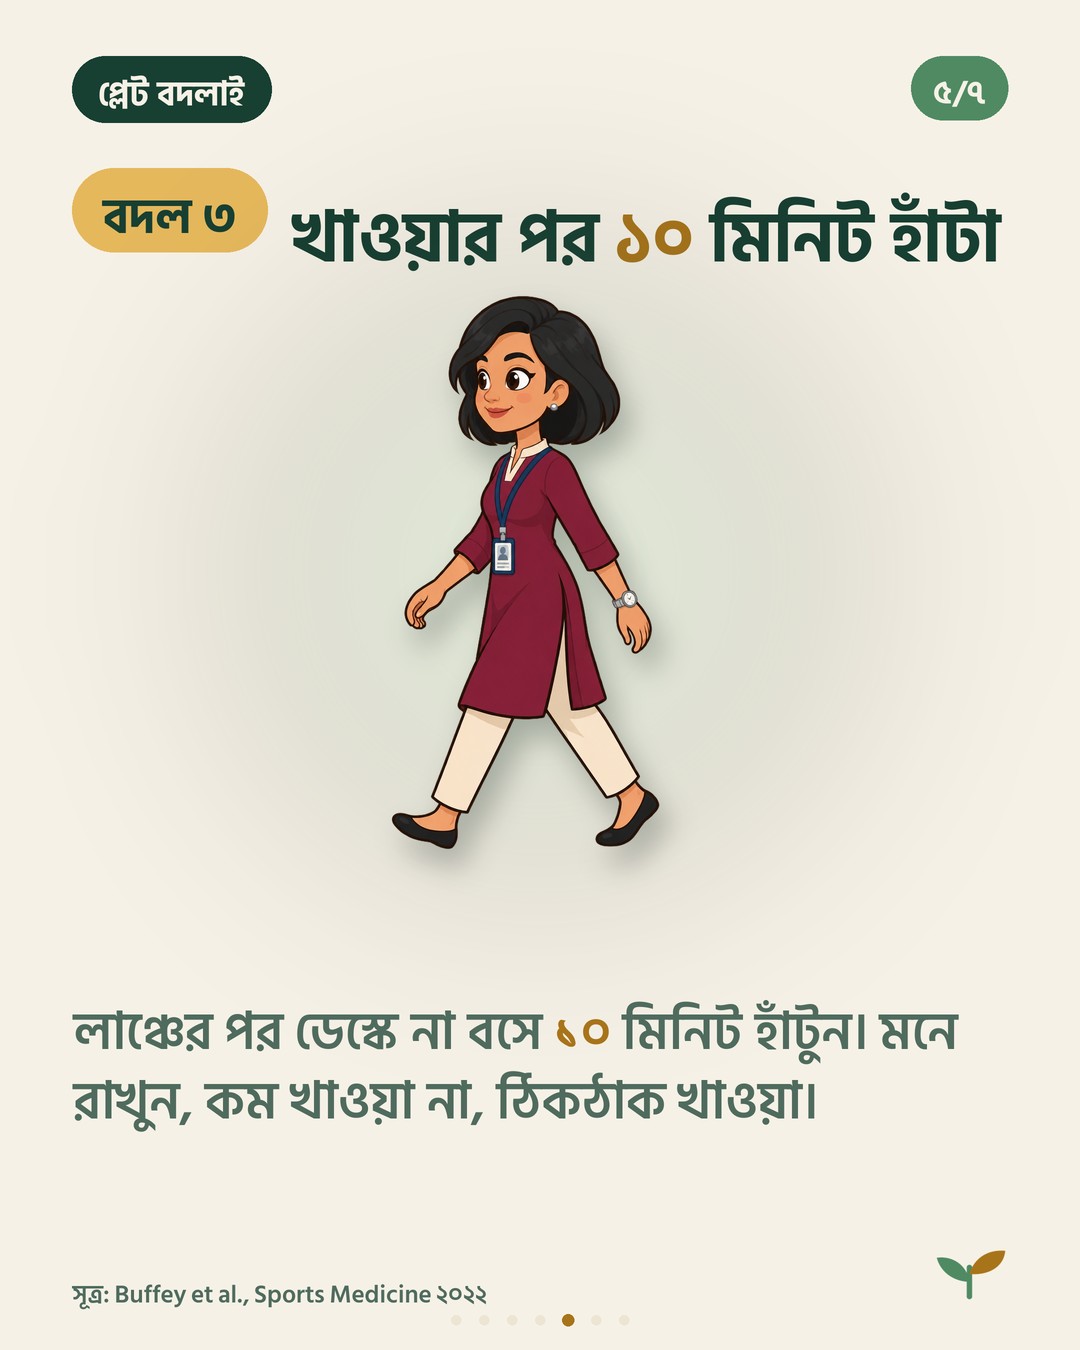 প্লেট বদলাই
৫/৭
বদল ৩
খাওয়ার পর ১০ মিনিট হাঁটা
লাঞ্চের পর ডেস্কে না বসে ১০ মিনিট হাঁটুন। মনে
রাখুন, কম খাওয়া না, ঠিকঠাক খাওয়া।
সূত্র: Buffey et al., Sports Medicine ২০২২